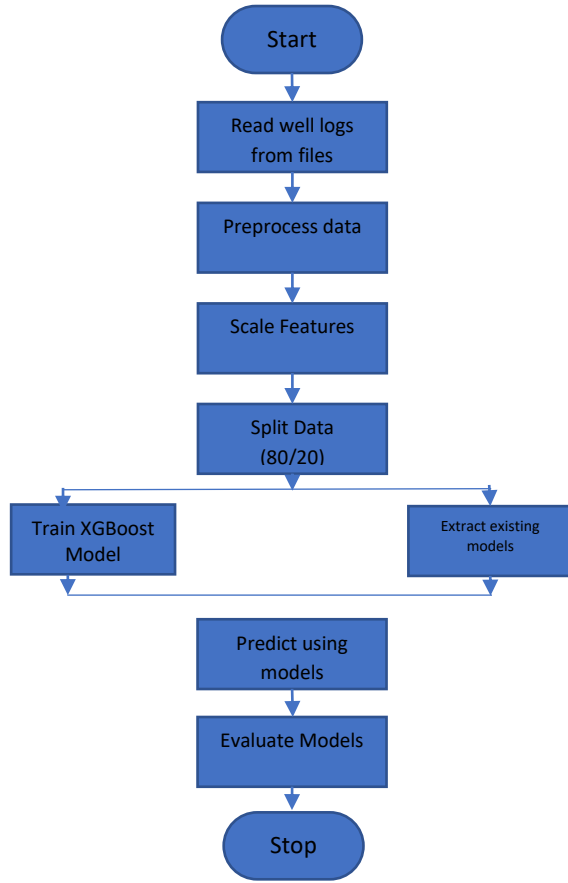 Start
Read well logs
from files
Preprocess data
Scale Features
Split Data
(80/20)
Train XGBoost
Model
Extract existing
models
Predict using
models
Evaluate Models
Stop